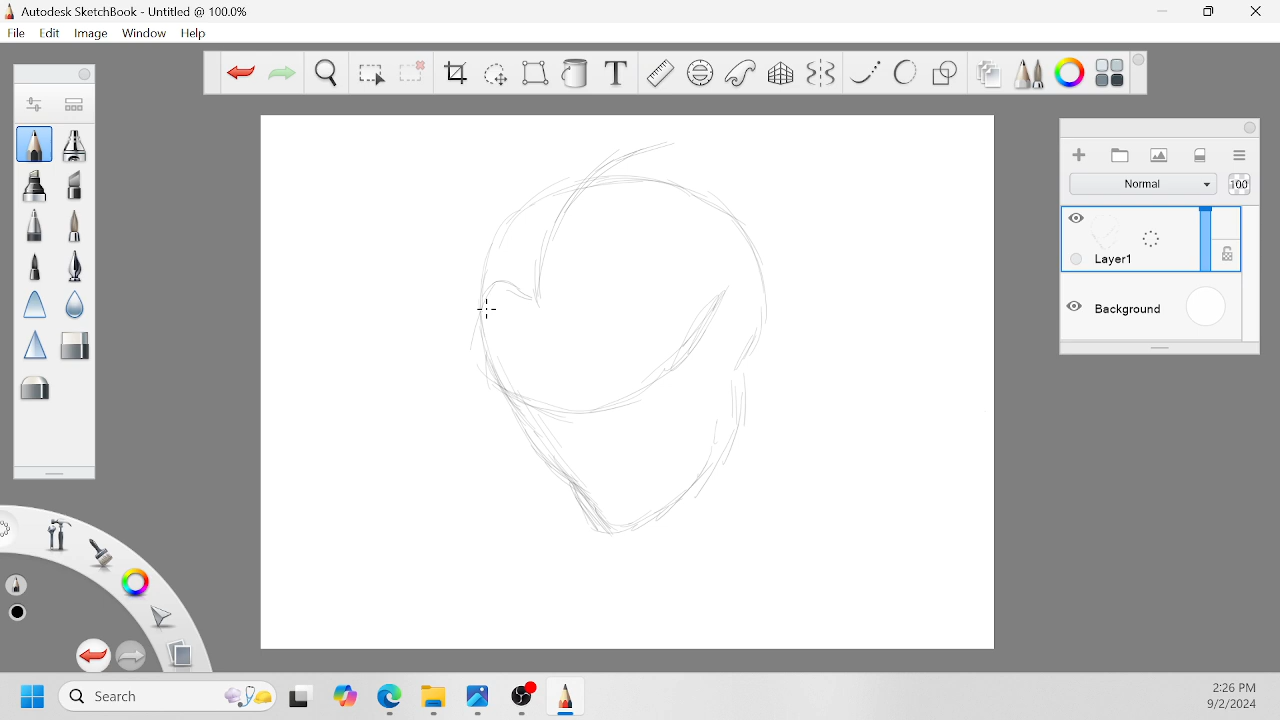 Autodesk SketchBook - Untitled @ 100.0%
File Edit Image Window Help
Normal 100
Layer1
Background
Search
2:26 PM
9/2/2024